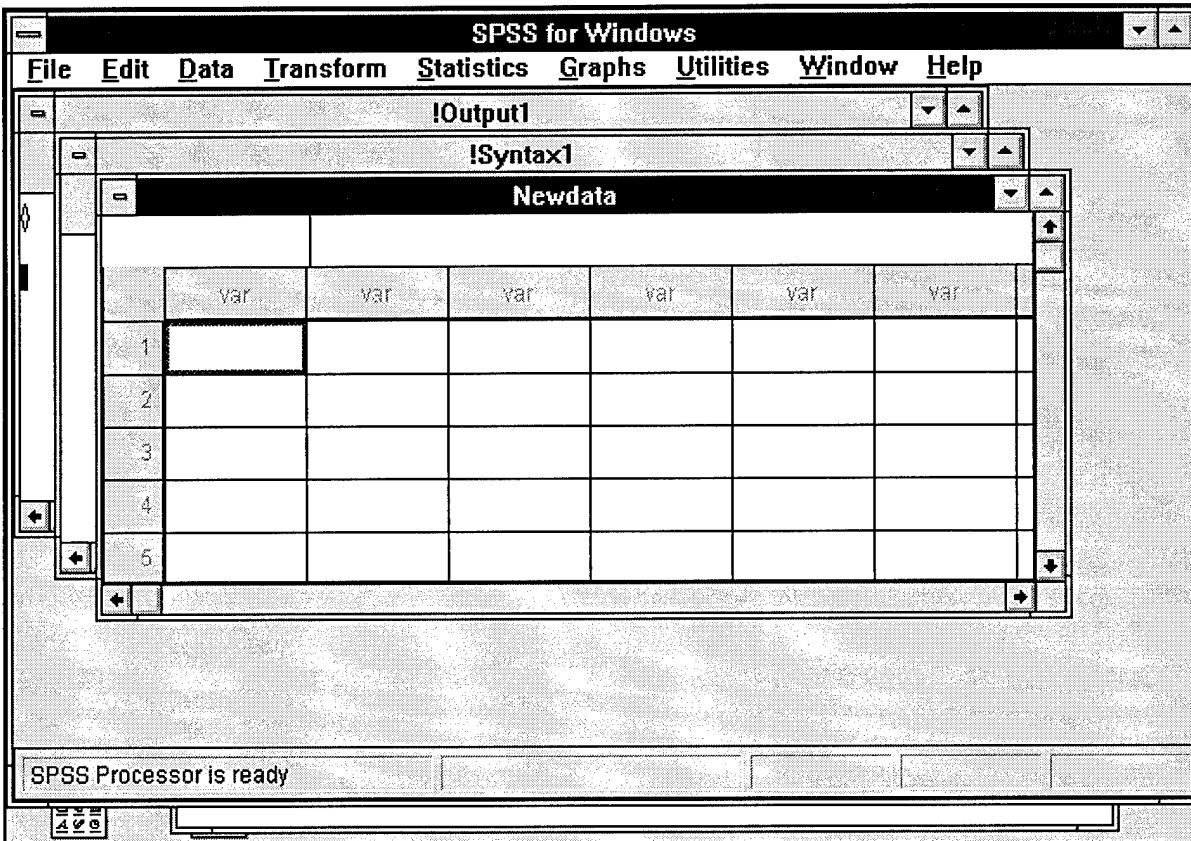 SPSS for Windows
File Edit Data Transform Statistics Graphs Utilities Window Help
!Output1
!Syntax1
Newdata
var var var var var var
1
2
3
4
5
SPSS Processor is ready